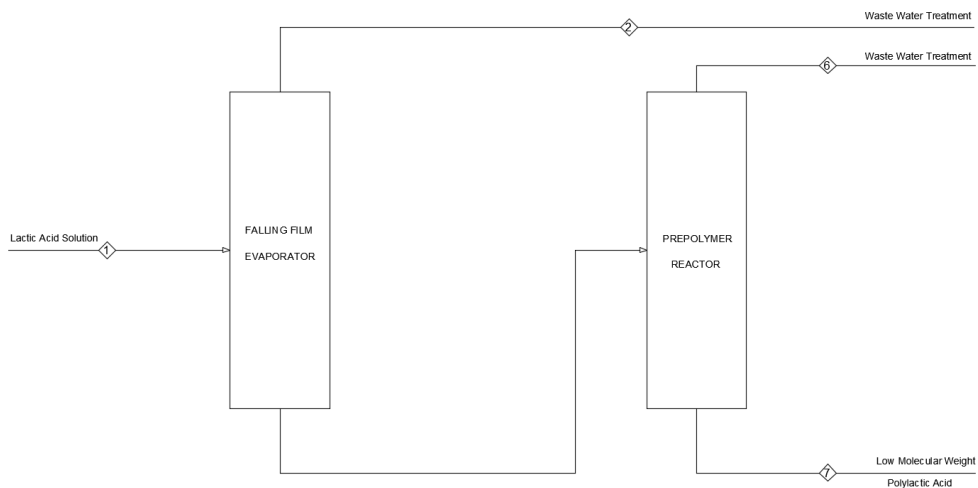 Waste Water Treatment
2
Waste Water Treatment
6
Lactic Acid Solution
1
FALLING FILM
EVAPORATOR
PREPOLYMER
REACTOR
Low Molecular Weight
7
Polylactic Acid